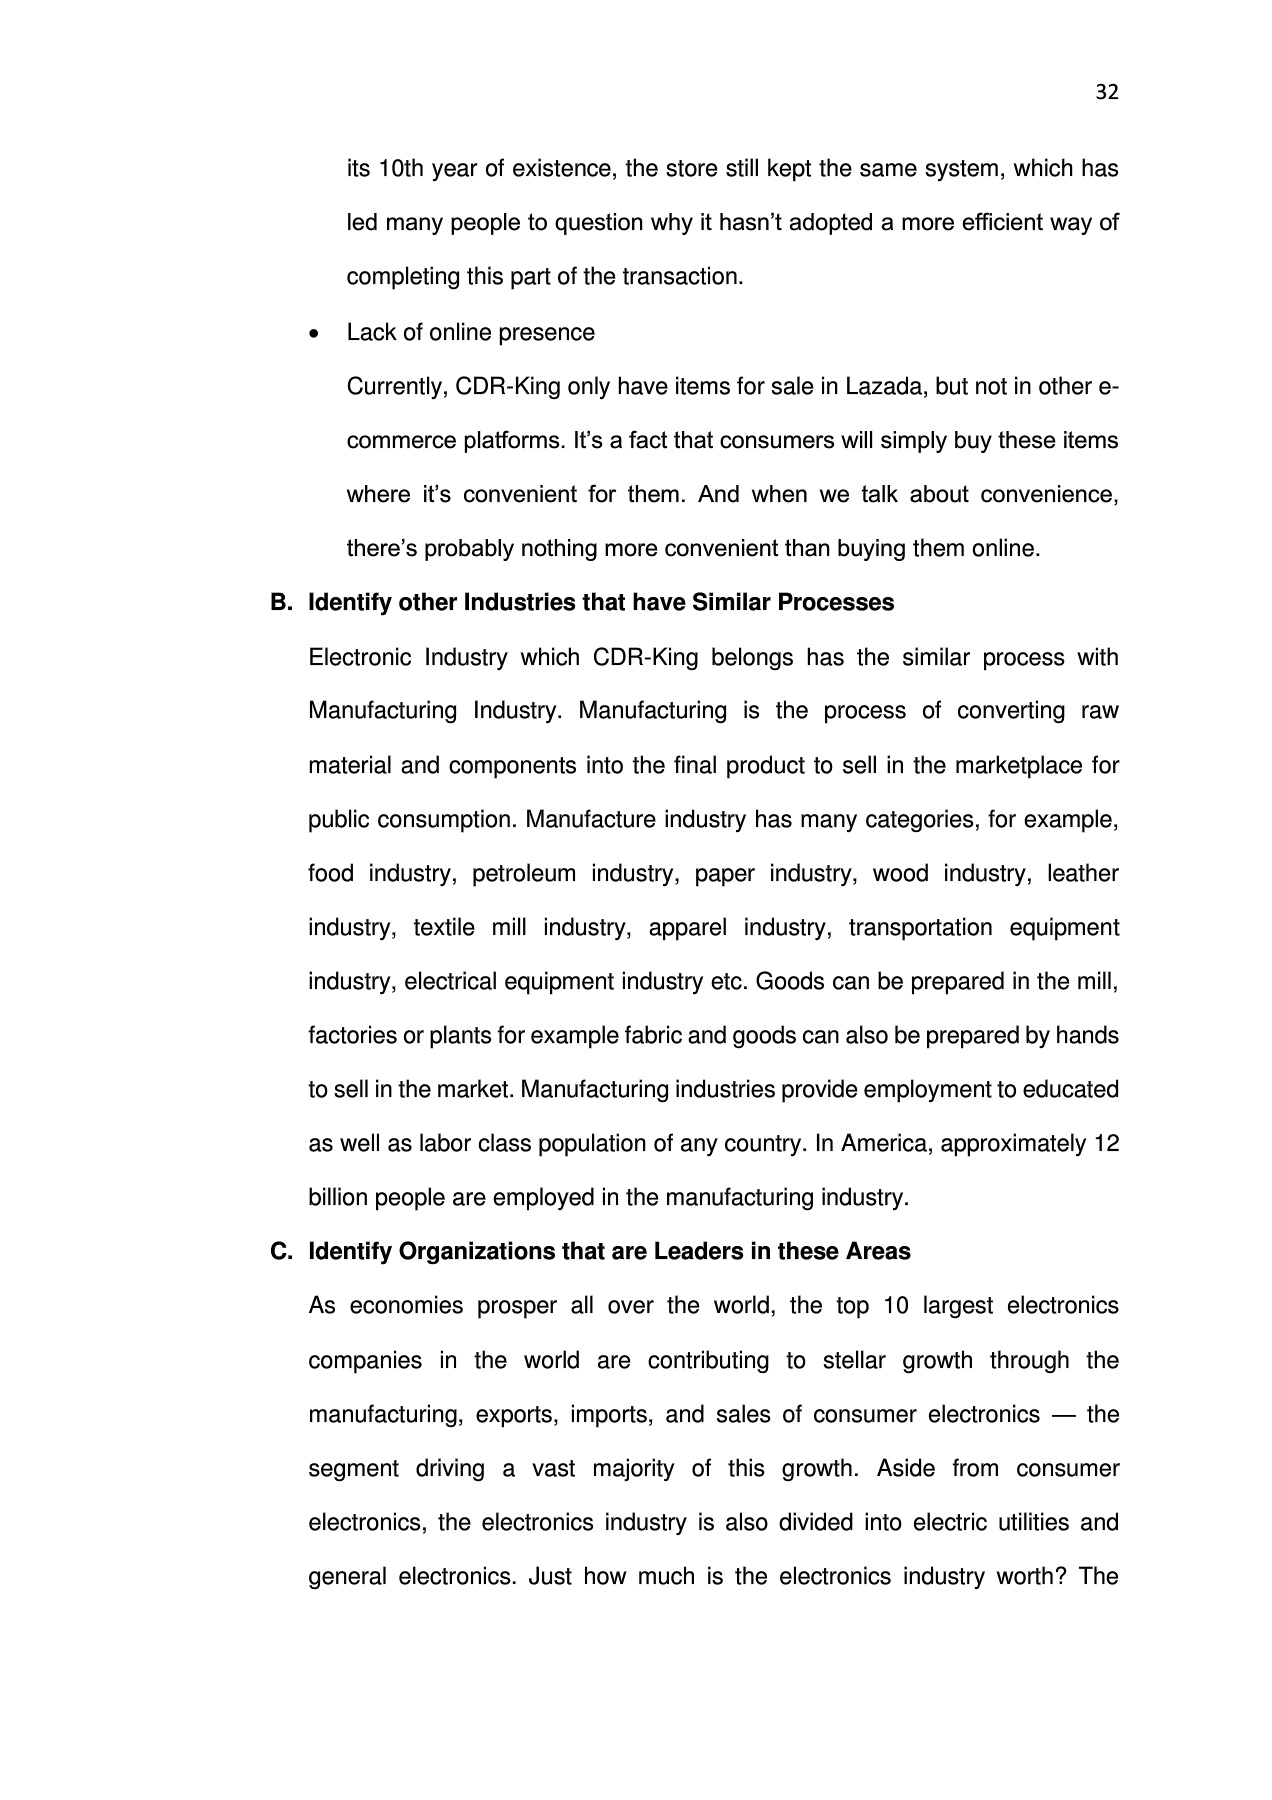 32
its 10th year of existence, the store still kept the same system, which has
led many people to question why it hasn’t adopted a more efficient way of
completing this part of the transaction.
• Lack of online presence
Currently, CDR-King only have items for sale in Lazada, but not in other e-
commerce platforms. It’s a fact that consumers will simply buy these items
where it’s convenient for them. And when we talk about convenience,
there’s probably nothing more convenient than buying them online.
B. Identify other Industries that have Similar Processes
Electronic Industry which CDR-King belongs has the similar process with
Manufacturing Industry. Manufacturing is the process of converting raw
material and components into the final product to sell in the marketplace for
public consumption. Manufacture industry has many categories, for example,
food industry, petroleum industry, paper industry, wood industry, leather
industry, textile mill industry, apparel industry, transportation equipment
industry, electrical equipment industry etc. Goods can be prepared in the mill,
factories or plants for example fabric and goods can also be prepared by hands
to sell in the market. Manufacturing industries provide employment to educated
as well as labor class population of any country. In America, approximately 12
billion people are employed in the manufacturing industry.
C. Identify Organizations that are Leaders in these Areas
As economies prosper all over the world, the top 10 largest electronics
companies in the world are contributing to stellar growth through the
manufacturing, exports, imports, and sales of consumer electronics — the
segment driving a vast majority of this growth. Aside from consumer
electronics, the electronics industry is also divided into electric utilities and
general electronics. Just how much is the electronics industry worth? The